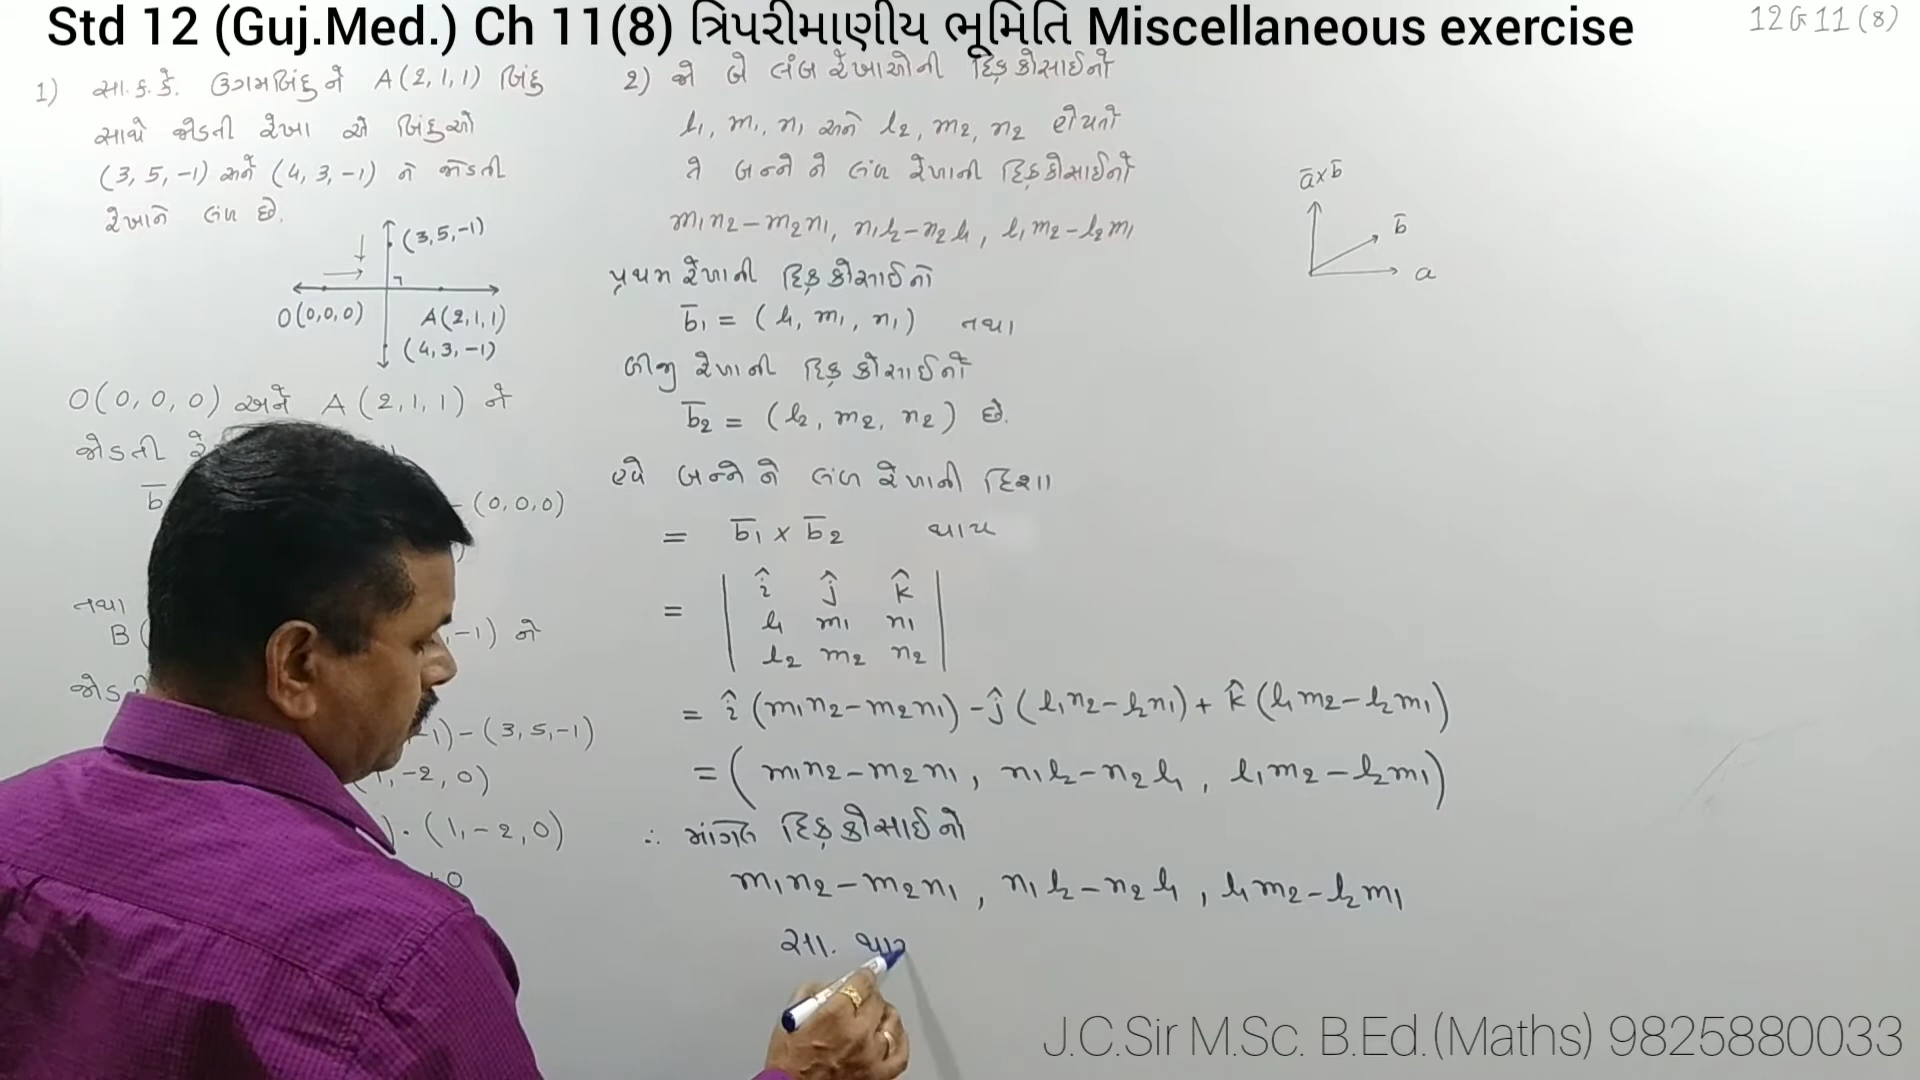 Std 12 (Guj.Med.) Ch 11(8) ત્રિપરીમાણીય ભૂમિતિ Miscellaneous exercise
12 G 11 (8)
1) સા.ક.કે. ઉગમબિંદુ ને A(2,1,1) બિંદુ
સાથે જોડતી રેખા એ બિંદુઓ
(3, 5, -1) અને (4, 3, -1) ને જોડતી
રેખાને લંબ છે.
(3, 5, -1)
O(0,0,0) A(2,1,1)
(4, 3, -1)
O(0,0,0) અને A(2,1,1) ને
જોડતી
b
(0,0,0)
તથા
B( ,-1) ને
-1)-(3,5,-1)
, -2, 0)
)·(1,-2,0)
+0
2) જો બે લંબ રેખાઓની દિક્કોસાઈનો
l1, m1, n1 અને l2, m2, n2 હોયતો
તે બન્ને ને લંબ રેખાની દિક્કોસાઈનો
m1n2-m2n1, n1l2-n2l1, l1m2-l2m1
પ્રથમ રેખાની દિક્કોસાઈનો
b̄1 = (l1, m1, n1) તથા
બીજી રેખાની દિક્કોસાઈનો
b̄2 = (l2, m2, n2) છે.
હવે બન્ને ને લંબ રેખાની દિશા
= b̄1 × b̄2 થાય
= | î ĵ k̂ |
| l1 m1 n1 |
| l2 m2 n2 |
= î(m1n2-m2n1)-ĵ(l1n2-l2n1)+k̂(l1m2-l2m1)
=(m1n2-m2n1, n1l2-n2l1, l1m2-l2m1)
∴ માંગેલ દિક્કોસાઈનો
m1n2-m2n1, n1l2-n2l1, l1m2-l2m1
ā×b̄
b̄
a
J.C.Sir M.Sc. B.Ed.(Maths) 9825880033